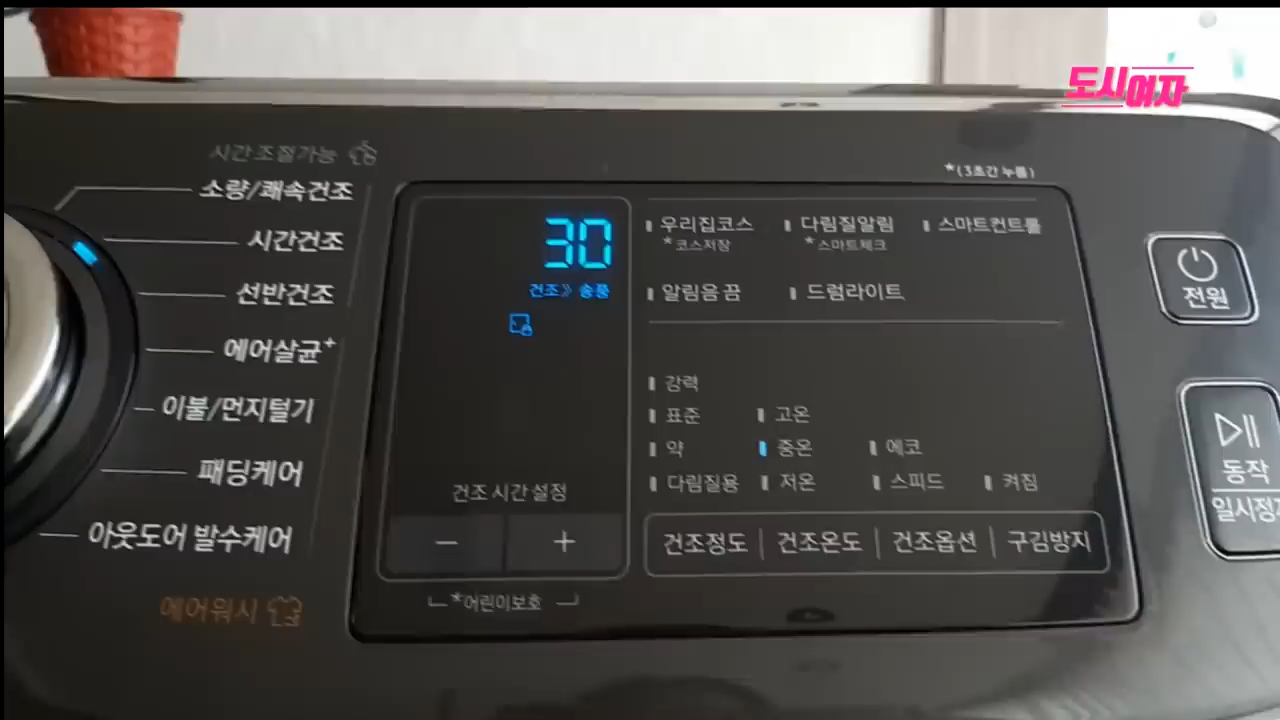 도시여자
시간 조절가능
소량/쾌속건조
시간건조
선반건조
에어살균+
이불/먼지털기
패딩케어
아웃도어 발수케어
에어워시
30
건조》 송풍
건조 시간 설정
− +
*어린이보호
*(3초간 누름)
우리집코스 다림질알림 스마트컨트롤
*코스저장 *스마트체크
알림음 끔 드럼라이트
강력
표준 고온
약 중온 에코
다림질용 저온 스피드 켜짐
건조정도 건조온도 건조옵션 구김방지
전원
동작
일시정지